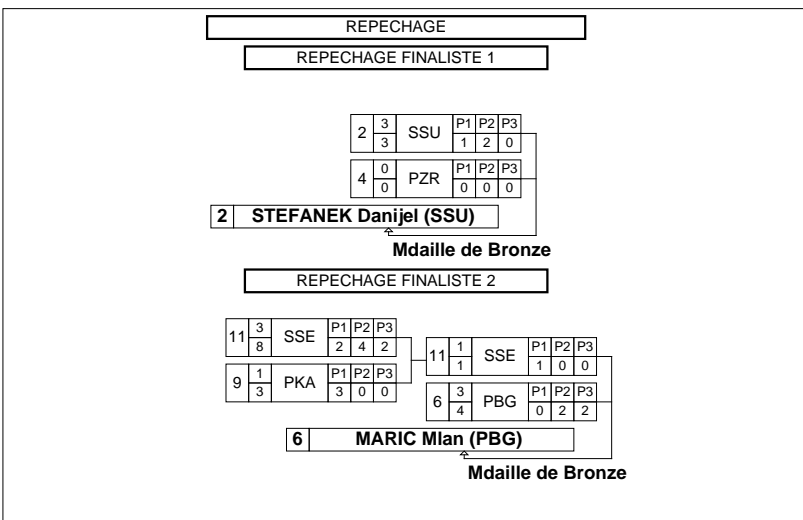 REPECHAGE
REPECHAGE FINALISTE 1
2 3 SSU P1 P2 P3
3 1 2 0
4 0 PZR P1 P2 P3
0 0 0 0
2 STEFANEK Danijel (SSU)
Mdaille de Bronze
REPECHAGE FINALISTE 2
11 3 SSE P1 P2 P3
8 2 4 2
11 1 SSE P1 P2 P3
1 1 0 0
9 1 PKA P1 P2 P3
3 3 0 0
6 3 PBG P1 P2 P3
4 0 2 2
6 MARIC Mlan (PBG)
Mdaille de Bronze